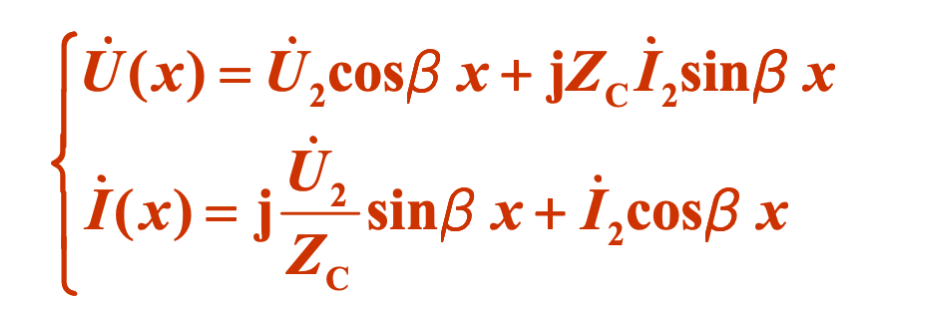 U̇(x) = U̇₂cosβ x + jZ_C İ₂sinβ x
İ(x) = j U̇₂/Z_C sinβ x + İ₂cosβ x